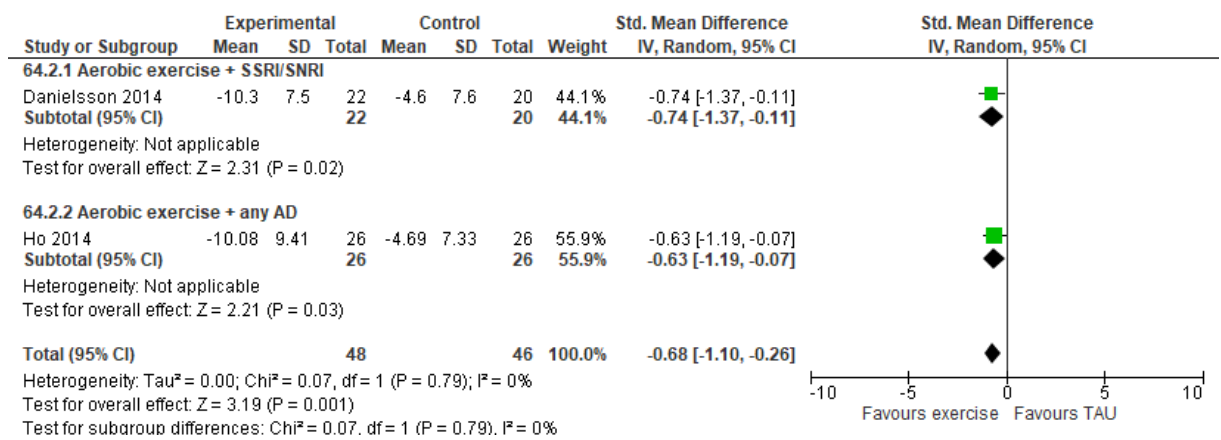 Experimental Control Std. Mean Difference Std. Mean Difference
Study or Subgroup Mean SD Total Mean SD Total Weight IV, Random, 95% CI IV, Random, 95% CI
64.2.1 Aerobic exercise + SSRI/SNRI
Danielsson 2014 -10.3 7.5 22 -4.6 7.6 20 44.1% -0.74 [-1.37, -0.11]
Subtotal (95% CI) 22 20 44.1% -0.74 [-1.37, -0.11]
Heterogeneity: Not applicable
Test for overall effect: Z = 2.31 (P = 0.02)
64.2.2 Aerobic exercise + any AD
Ho 2014 -10.08 9.41 26 -4.69 7.33 26 55.9% -0.63 [-1.19, -0.07]
Subtotal (95% CI) 26 26 55.9% -0.63 [-1.19, -0.07]
Heterogeneity: Not applicable
Test for overall effect: Z = 2.21 (P = 0.03)
Total (95% CI) 48 46 100.0% -0.68 [-1.10, -0.26]
Heterogeneity: Tau² = 0.00; Chi² = 0.07, df = 1 (P = 0.79); I² = 0%
Test for overall effect: Z = 3.19 (P = 0.001)
Test for subgroup differences: Chi² = 0.07, df = 1 (P = 0.79), I² = 0%
-10 -5 0 5 10
Favours exercise Favours TAU